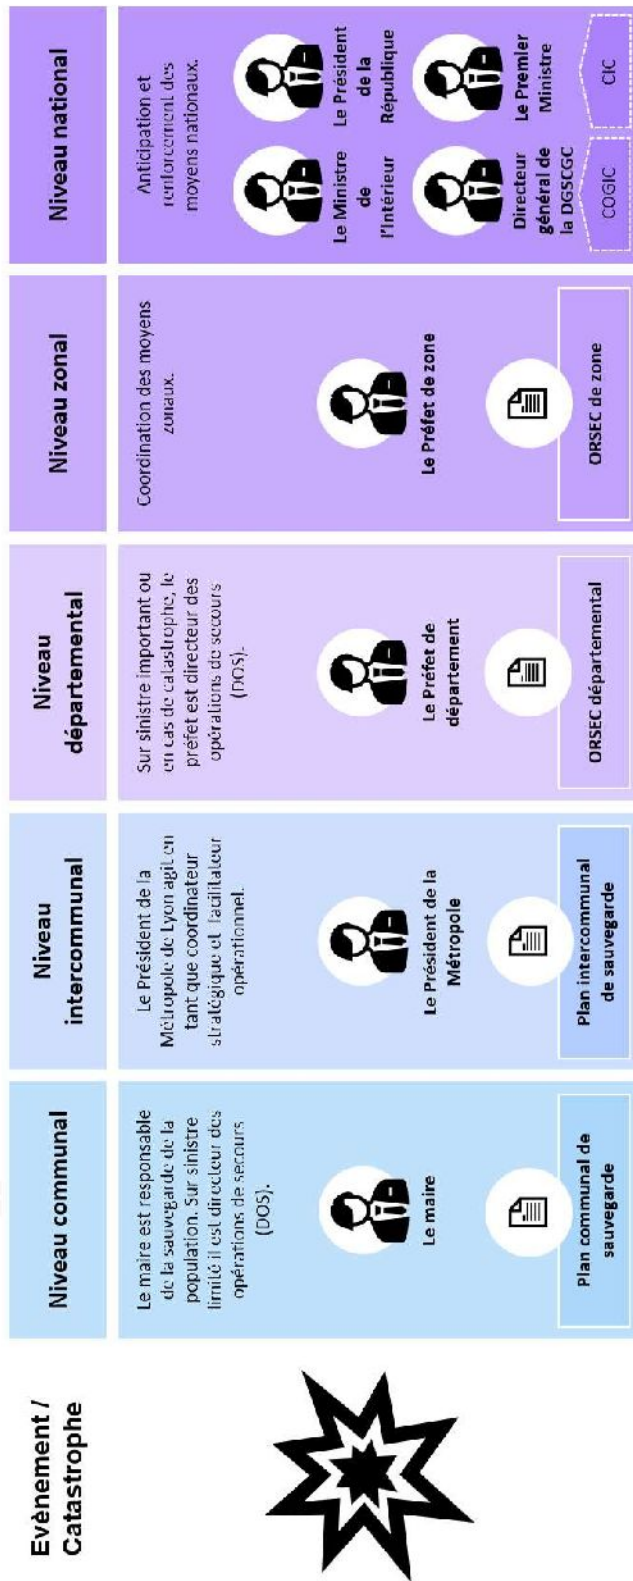 Evènement /
Catastrophe
Niveau communal
Le maire est responsable
de la sauvegarde de la
population. Sur sinistre
limité il est directeur des
opérations de secours
(DOS).
Le maire
Plan communal de
sauvegarde
Niveau
intercommunal
Le Président de la
Métropole de Lyon agit en
tant que coordinateur
stratégique et facilitateur
opérationnel.
Le Président de la
Métropole
Plan intercommunal
de sauvegarde
Niveau
départemental
Sur sinistre important ou
en cas de catastrophe, le
préfet est directeur des
opérations de secours
(DOS).
Le Préfet de
département
ORSEC départemental
Niveau zonal
Coordination des moyens
zonaux.
Le Préfet de zone
ORSEC de zone
Niveau national
Anticipation et
renforcement des
moyens nationaux.
Le Ministre
de
l'Intérieur
Le Président
de la
République
Directeur
général de
la DGSCGC
Le Premier
Ministre
COGIC
CIC